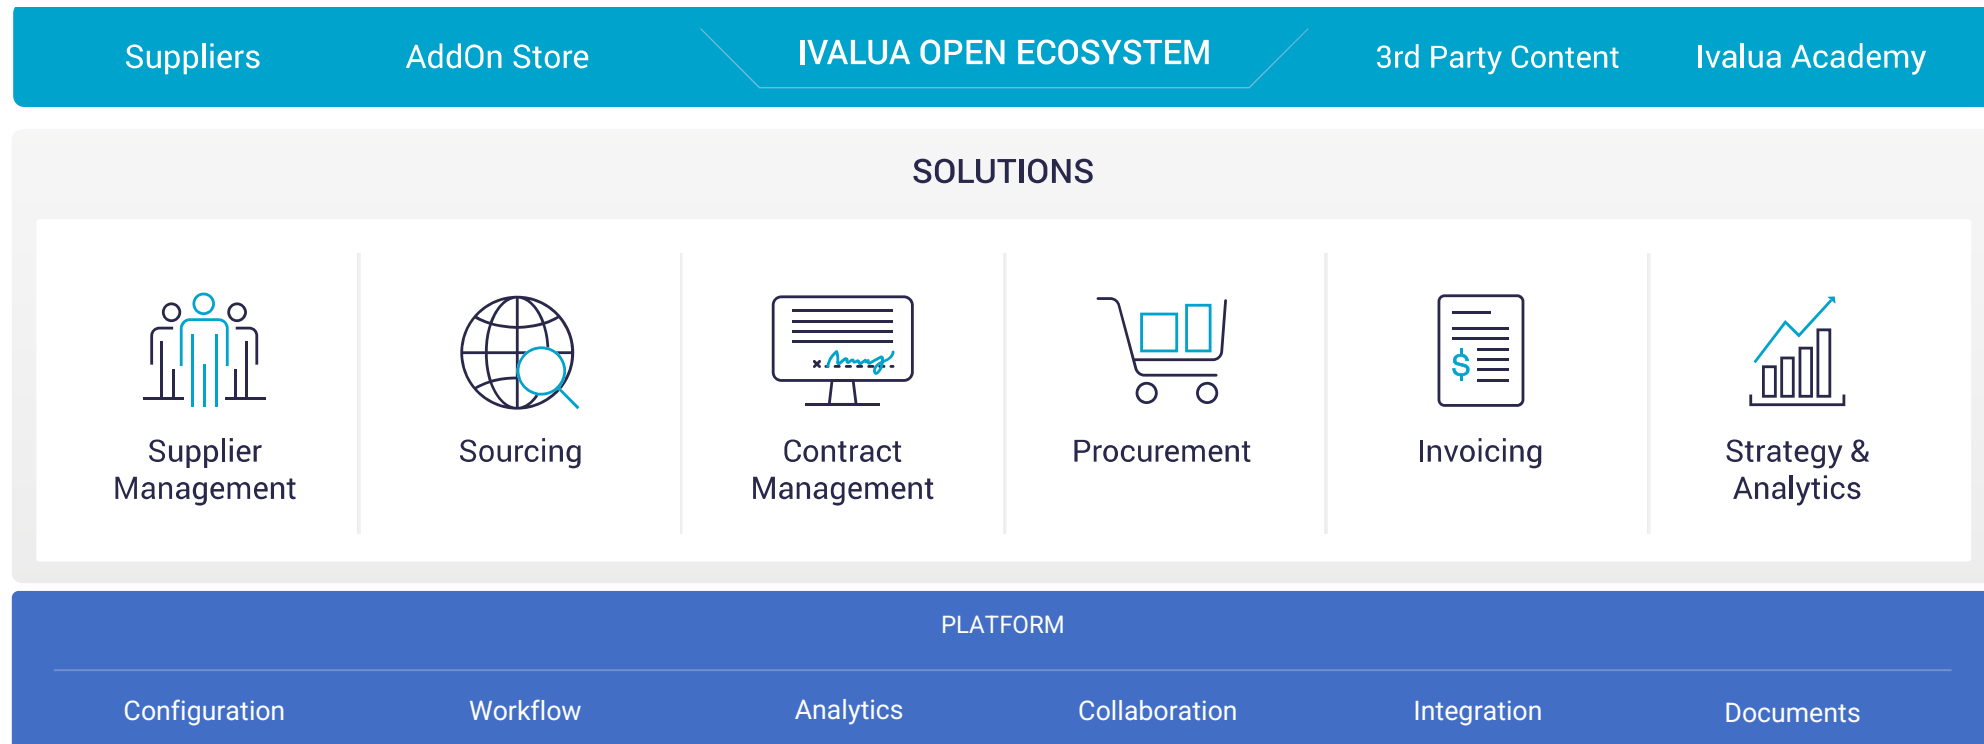 Suppliers
AddOn Store
IVALUA OPEN ECOSYSTEM
3rd Party Content
Ivalua Academy
SOLUTIONS
Supplier
Management
Sourcing
Contract
Management
Procurement
$
Invoicing
Strategy &
Analytics
PLATFORM
Configuration
Workflow
Analytics
Collaboration
Integration
Documents